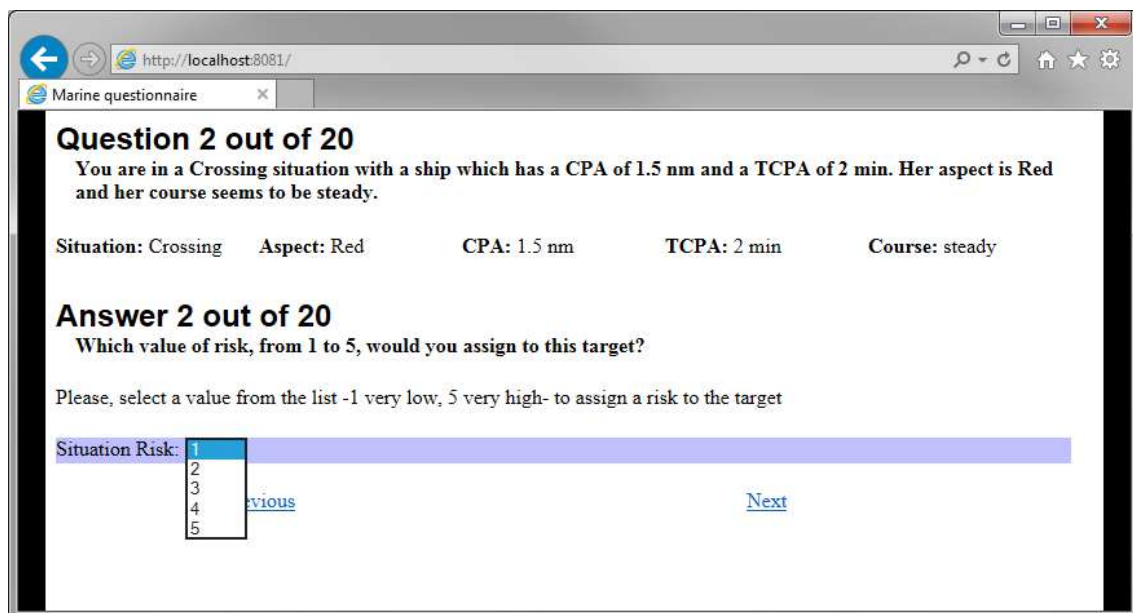 http://localhost:8081/
Marine questionnaire
Question 2 out of 20
You are in a Crossing situation with a ship which has a CPA of 1.5 nm and a TCPA of 2 min. Her aspect is Red
and her course seems to be steady.
Situation: Crossing Aspect: Red CPA: 1.5 nm TCPA: 2 min Course: steady
Answer 2 out of 20
Which value of risk, from 1 to 5, would you assign to this target?
Please, select a value from the list -1 very low, 5 very high- to assign a risk to the target
Situation Risk: 1
2
3
4
5
evious Next